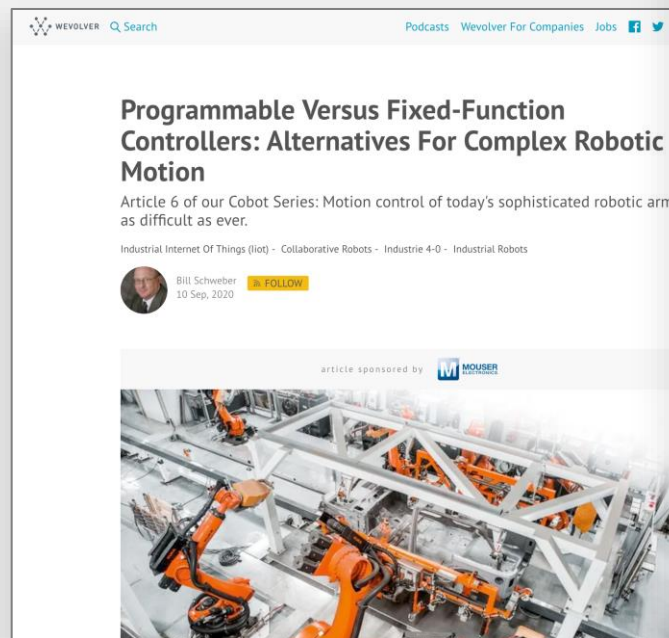 WEVOLVER Search Podcasts Wevolver For Companies Jobs
Programmable Versus Fixed-Function
Controllers: Alternatives For Complex Robotic
Motion
Article 6 of our Cobot Series: Motion control of today's sophisticated robotic arm
as difficult as ever.
Industrial Internet Of Things (Iiot) - Collaborative Robots - Industrie 4-0 - Industrial Robots
Bill Schweber
10 Sep, 2020
FOLLOW
article sponsored by M MOUSER
ELECTRONICS